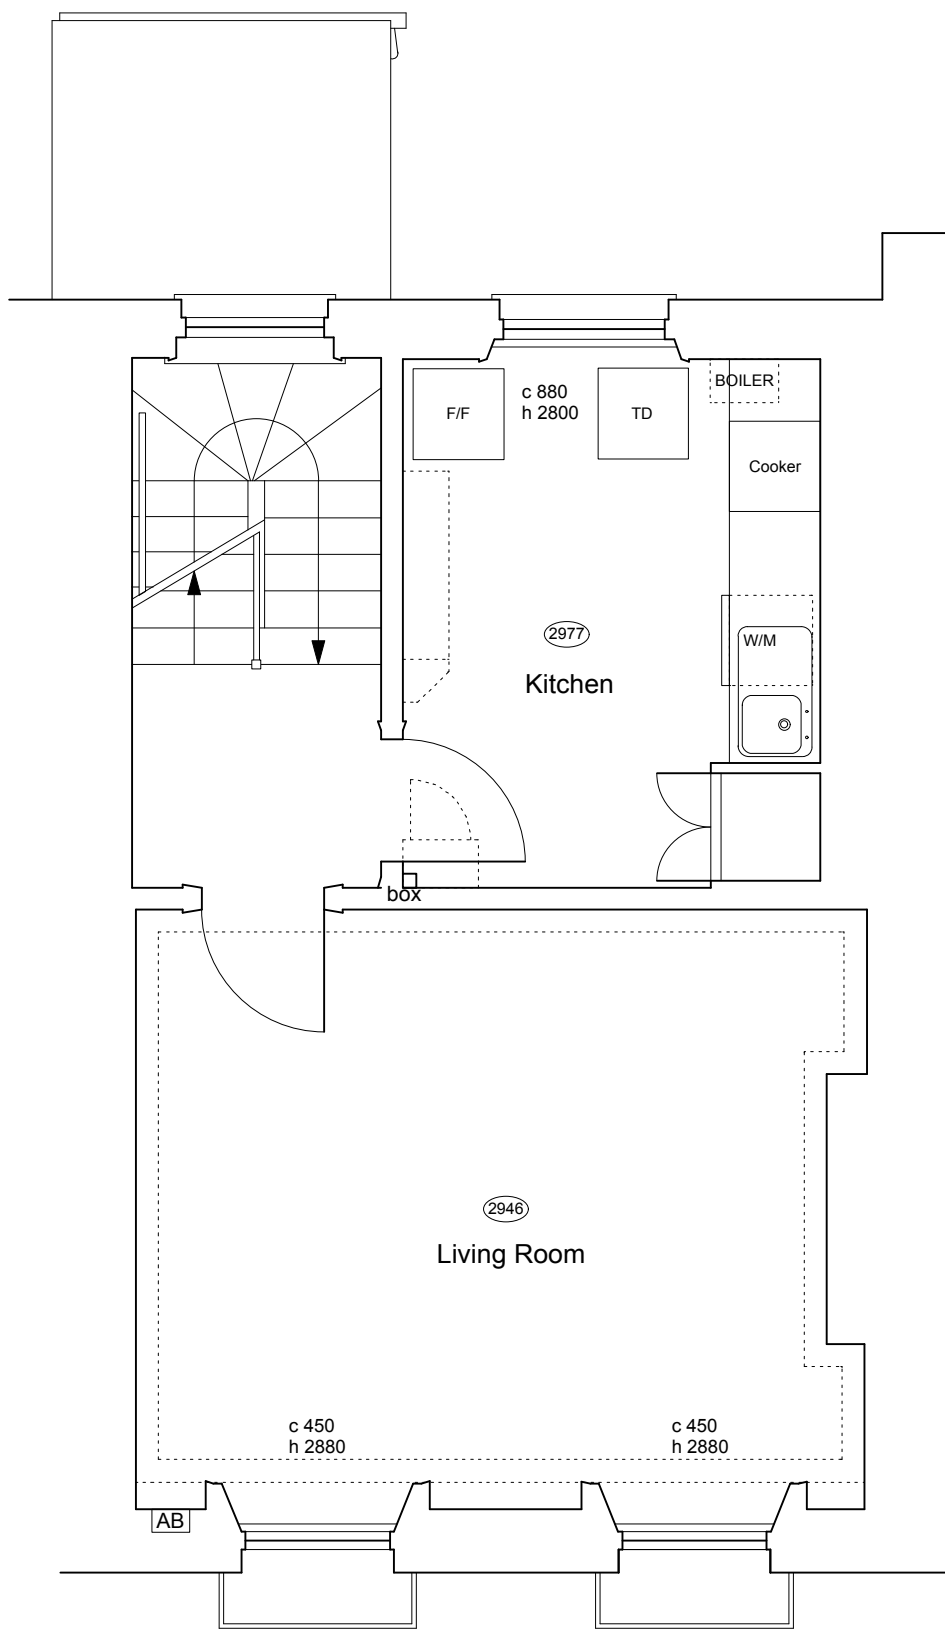 BOILER
c 880
h 2800
F/F
TD
Cooker
2977
W/M
Kitchen
box
2946
Living Room
c 450
h 2880
c 450
h 2880
AB